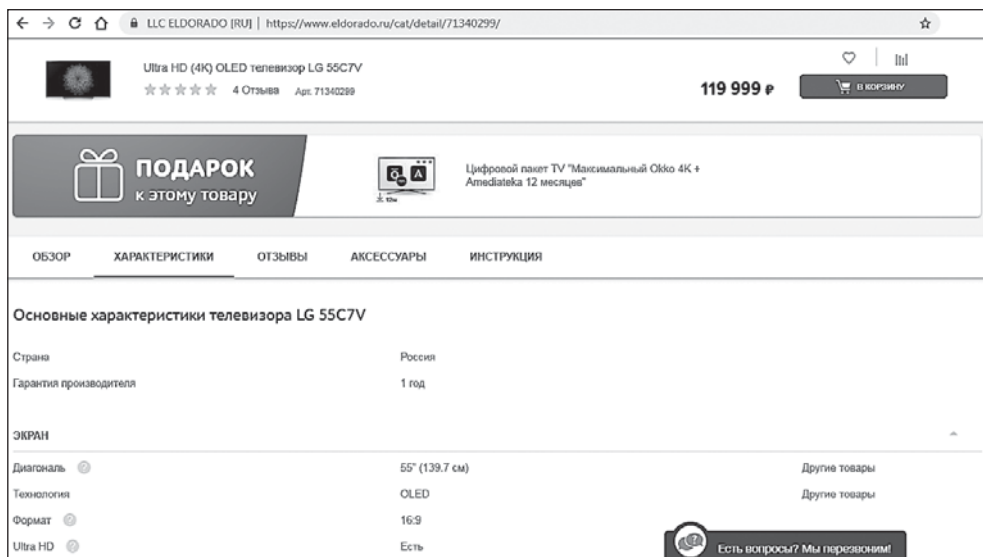 LLC ELDORADO [RU] | https://www.eldorado.ru/cat/detail/71340299/
Ultra HD (4K) OLED телевизор LG 55C7V
4 Отзыва Арт. 71340299
119 999 ₽
В КОРЗИНУ
ПОДАРОК
к этому товару
Цифровой пакет TV "Максимальный Okko 4K +
Amediateka 12 месяцев"
ОБЗОР ХАРАКТЕРИСТИКИ ОТЗЫВЫ АКСЕССУАРЫ ИНСТРУКЦИЯ
Основные характеристики телевизора LG 55C7V
Страна Россия
Гарантия производителя 1 год
ЭКРАН
Диагональ ? 55" (139.7 см) Другие товары
Технология OLED Другие товары
Формат ? 16:9
Ultra HD ? Есть
Есть вопросы? Мы перезвоним!